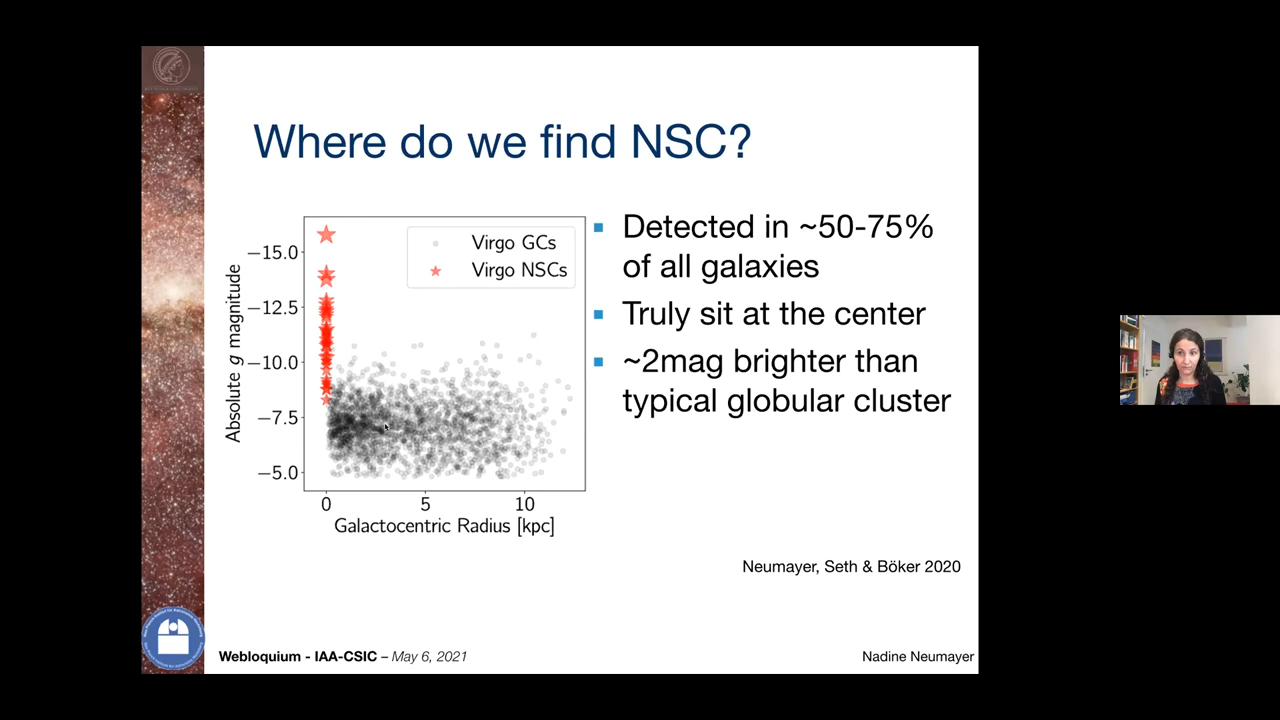 Where do we find NSC?
−15.0
−12.5
−10.0
−7.5
−5.0
Absolute g magnitude
Virgo GCs
Virgo NSCs
0
5
10
Galactocentric Radius [kpc]
Detected in ~50-75%
of all galaxies
Truly sit at the center
~2mag brighter than
typical globular cluster
Neumayer, Seth & Böker 2020
Webloquium - IAA-CSIC – May 6, 2021
Nadine Neumayer